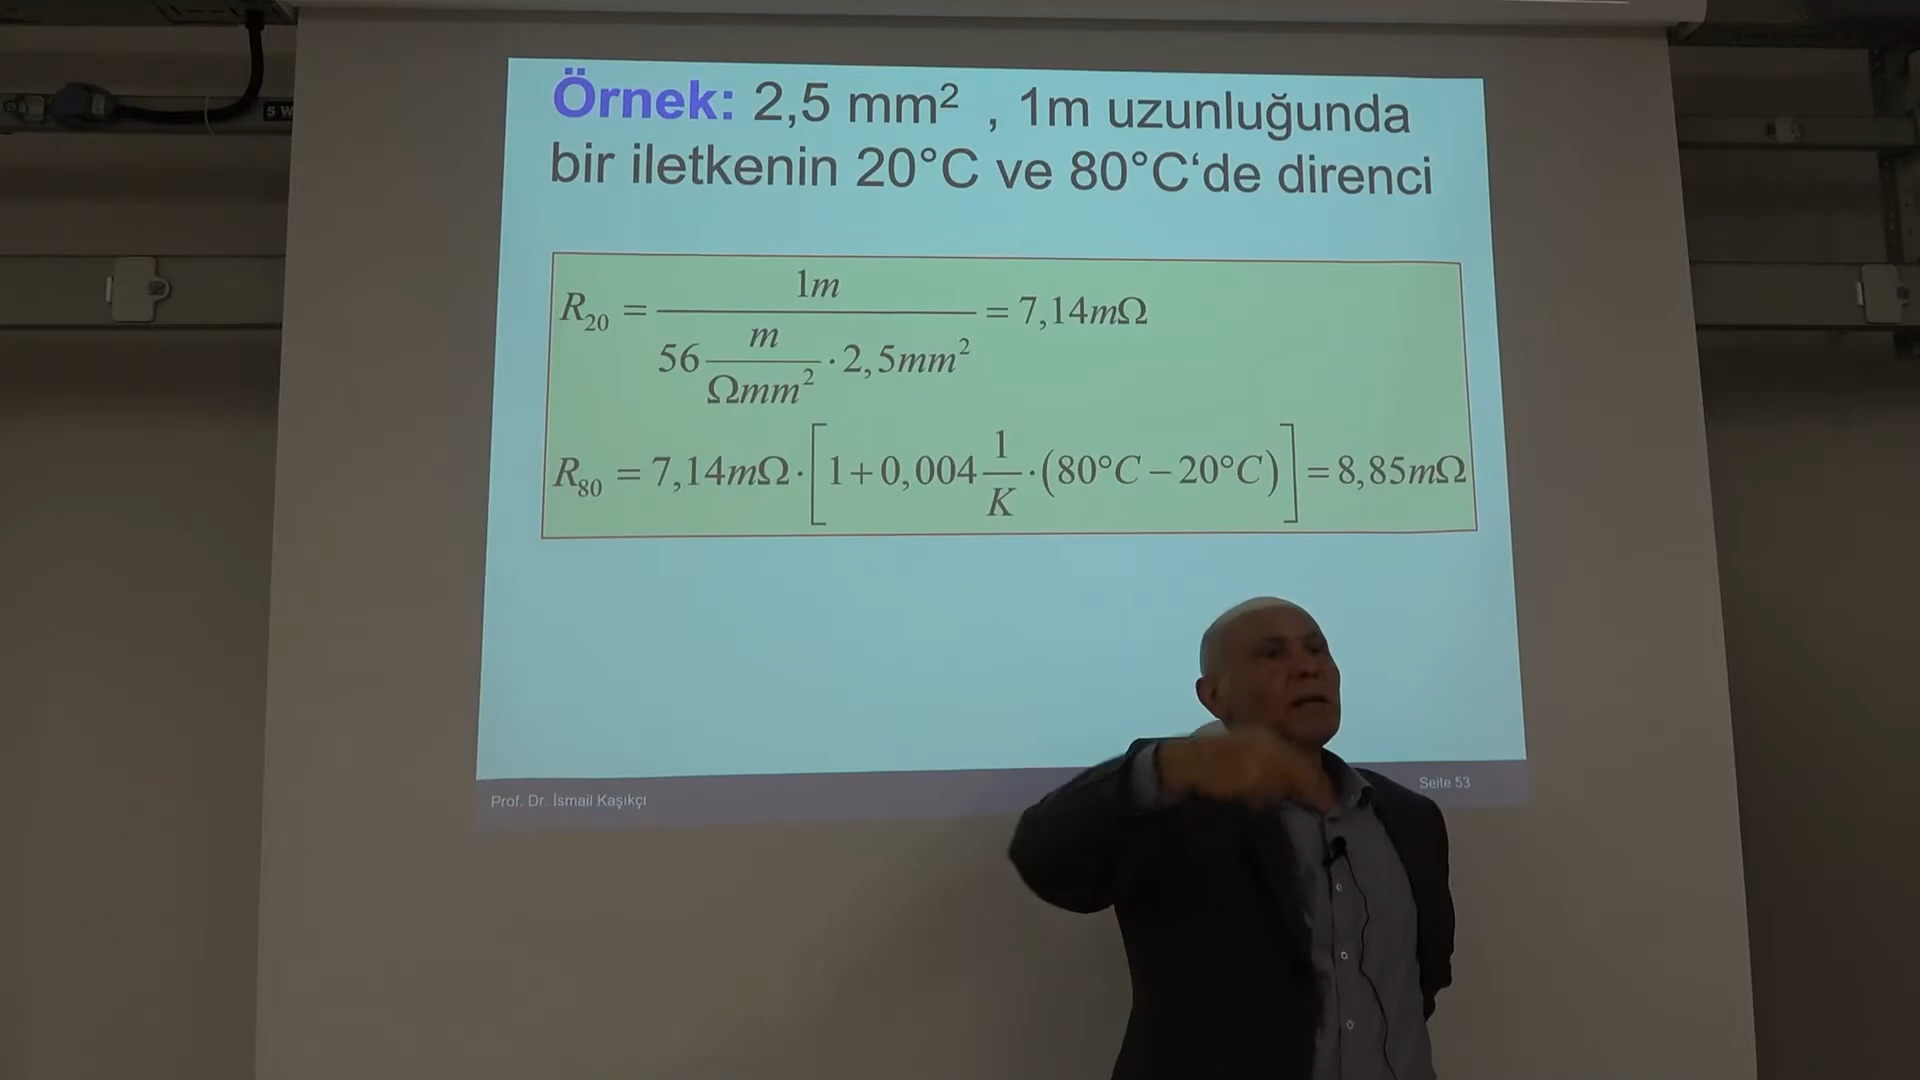 5 W
Örnek: 2,5 mm² , 1m uzunluğunda
bir iletkenin 20°C ve 80°C‘de direnci
R₂₀ = 1m / (56 m/Ωmm² · 2,5mm²) = 7,14mΩ
R₈₀ = 7,14mΩ · [1+0,004 1/K · (80°C − 20°C)] = 8,85mΩ
Prof. Dr. İsmail Kaşıkçı
Seite 53